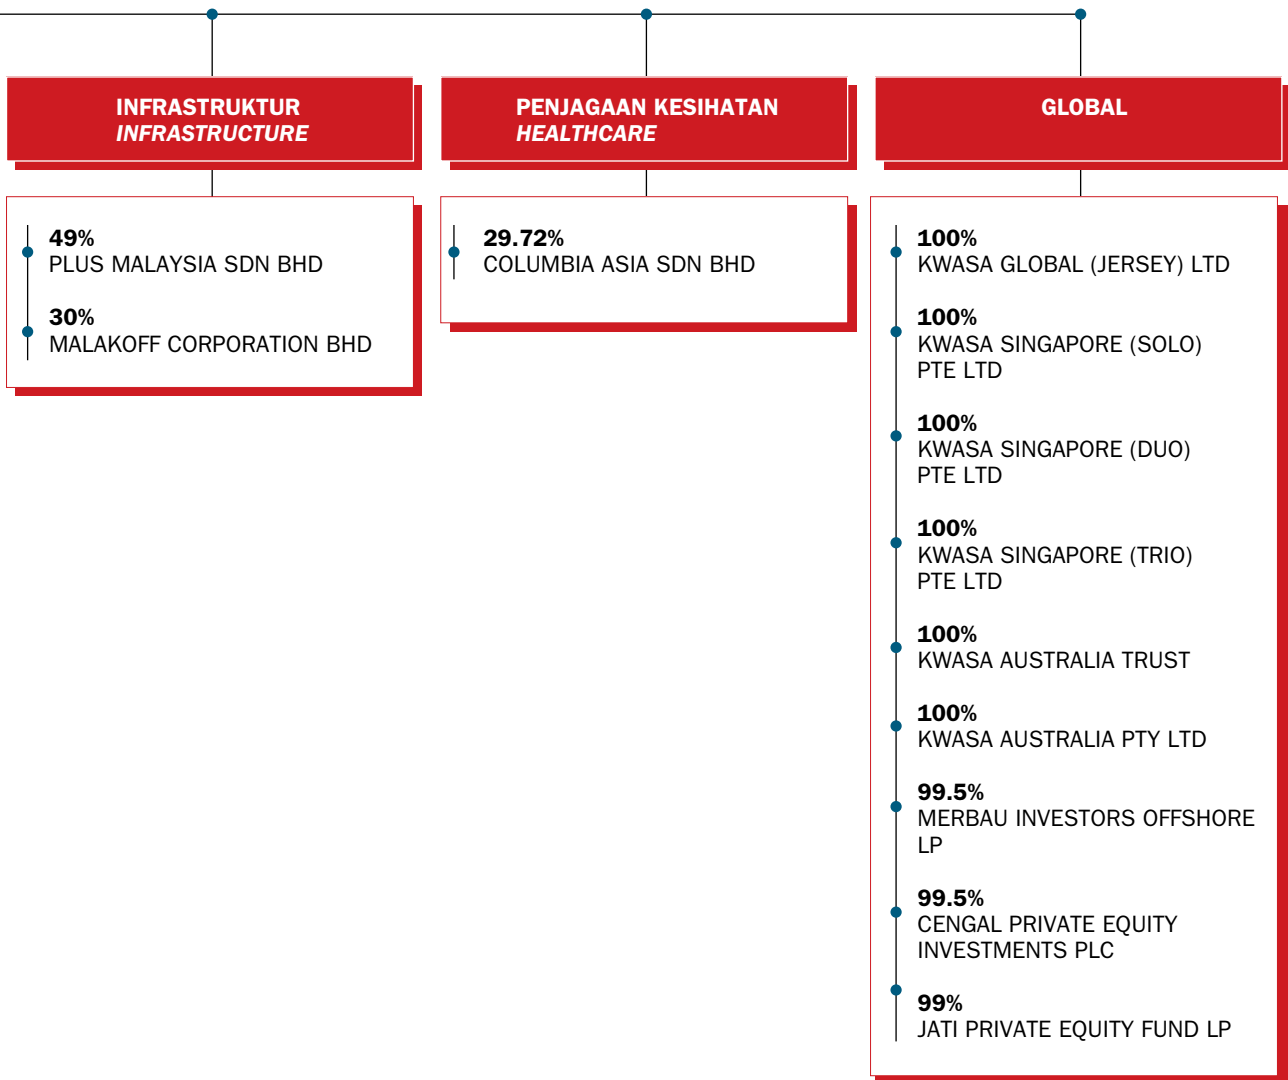 INFRASTRUKTUR
INFRASTRUCTURE
49%
PLUS MALAYSIA SDN BHD
30%
MALAKOFF CORPORATION BHD
PENJAGAAN KESIHATAN
HEALTHCARE
29.72%
COLUMBIA ASIA SDN BHD
GLOBAL
100%
KWASA GLOBAL (JERSEY) LTD
100%
KWASA SINGAPORE (SOLO)
PTE LTD
100%
KWASA SINGAPORE (DUO)
PTE LTD
100%
KWASA SINGAPORE (TRIO)
PTE LTD
100%
KWASA AUSTRALIA TRUST
100%
KWASA AUSTRALIA PTY LTD
99.5%
MERBAU INVESTORS OFFSHORE
LP
99.5%
CENGAL PRIVATE EQUITY
INVESTMENTS PLC
99%
JATI PRIVATE EQUITY FUND LP